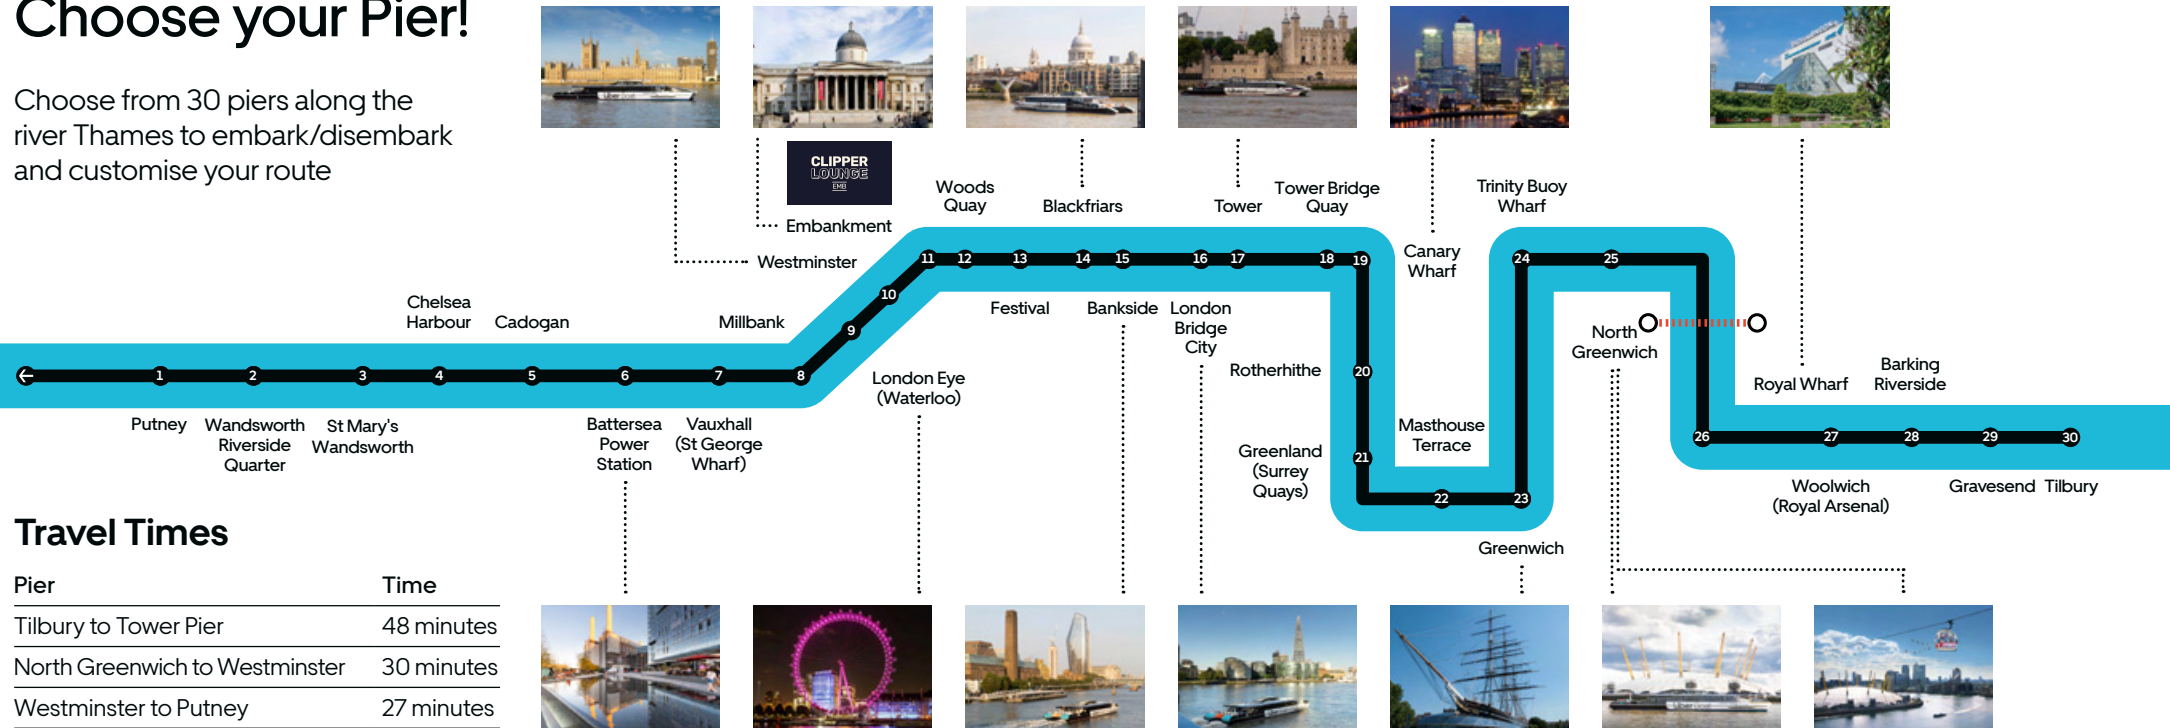 Choose your Pier!
Choose from 30 piers along the
river Thames to embark/disembark
and customise your route
CLIPPER
LOUNGE
EMB
Embankment
Westminster
Woods
Quay
Blackfriars
Tower
Tower Bridge
Quay
Canary
Wharf
Trinity Buoy
Wharf
11
12
13
14
15
16
17
18
19
24
25
10
9
Chelsea
Harbour
Cadogan
Millbank
Festival
Bankside
London
Bridge
City
North
Greenwich
1
2
3
4
5
6
7
8
London Eye
(Waterloo)
Rotherhithe
20
Royal Wharf
Barking
Riverside
Putney
Wandsworth
Riverside
Quarter
St Mary's
Wandsworth
Battersea
Power
Station
Vauxhall
(St George
Wharf)
Greenland
(Surrey
Quays)
21
Masthouse
Terrace
22
23
26
27
28
29
30
Woolwich
(Royal Arsenal)
Gravesend
Tilbury
Greenwich
Travel Times
Pier Time
Tilbury to Tower Pier 48 minutes
North Greenwich to Westminster 30 minutes
Westminster to Putney 27 minutes